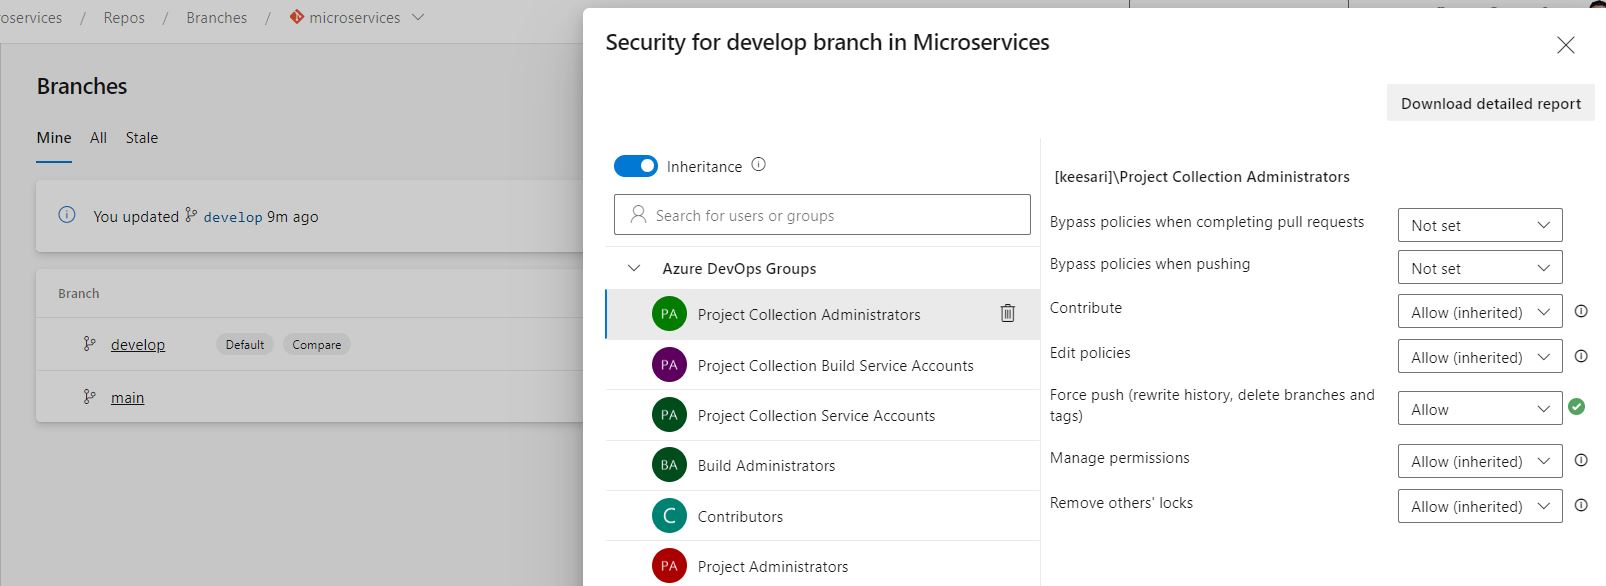 oservices / Repos / Branches / microservices
Security for develop branch in Microservices
Branches
Download detailed report
Mine All Stale
You updated develop 9m ago
Branch
develop Default Compare
main
Inheritance
Search for users or groups
Azure DevOps Groups
PA Project Collection Administrators
PA Project Collection Build Service Accounts
PA Project Collection Service Accounts
BA Build Administrators
C Contributors
PA Project Administrators
[keesari]\Project Collection Administrators
Bypass policies when completing pull requests Not set
Bypass policies when pushing Not set
Contribute Allow (inherited)
Edit policies Allow (inherited)
Force push (rewrite history, delete branches and
tags) Allow
Manage permissions Allow (inherited)
Remove others' locks Allow (inherited)